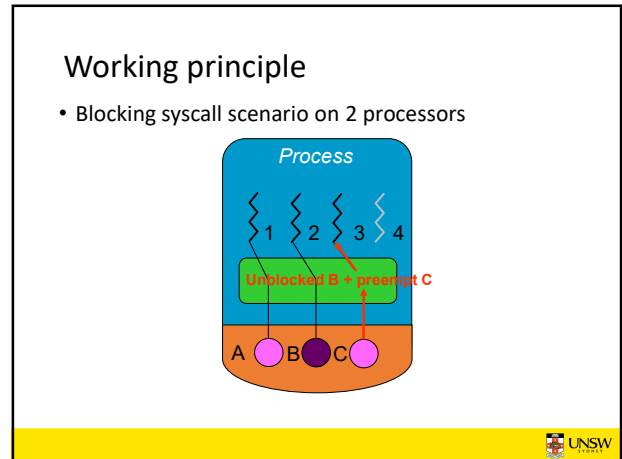 Working principle
• Blocking syscall scenario on 2 processors
Process
1 2 3 4
Unblocked B + preempt C
A B C
UNSW
SYDNEY